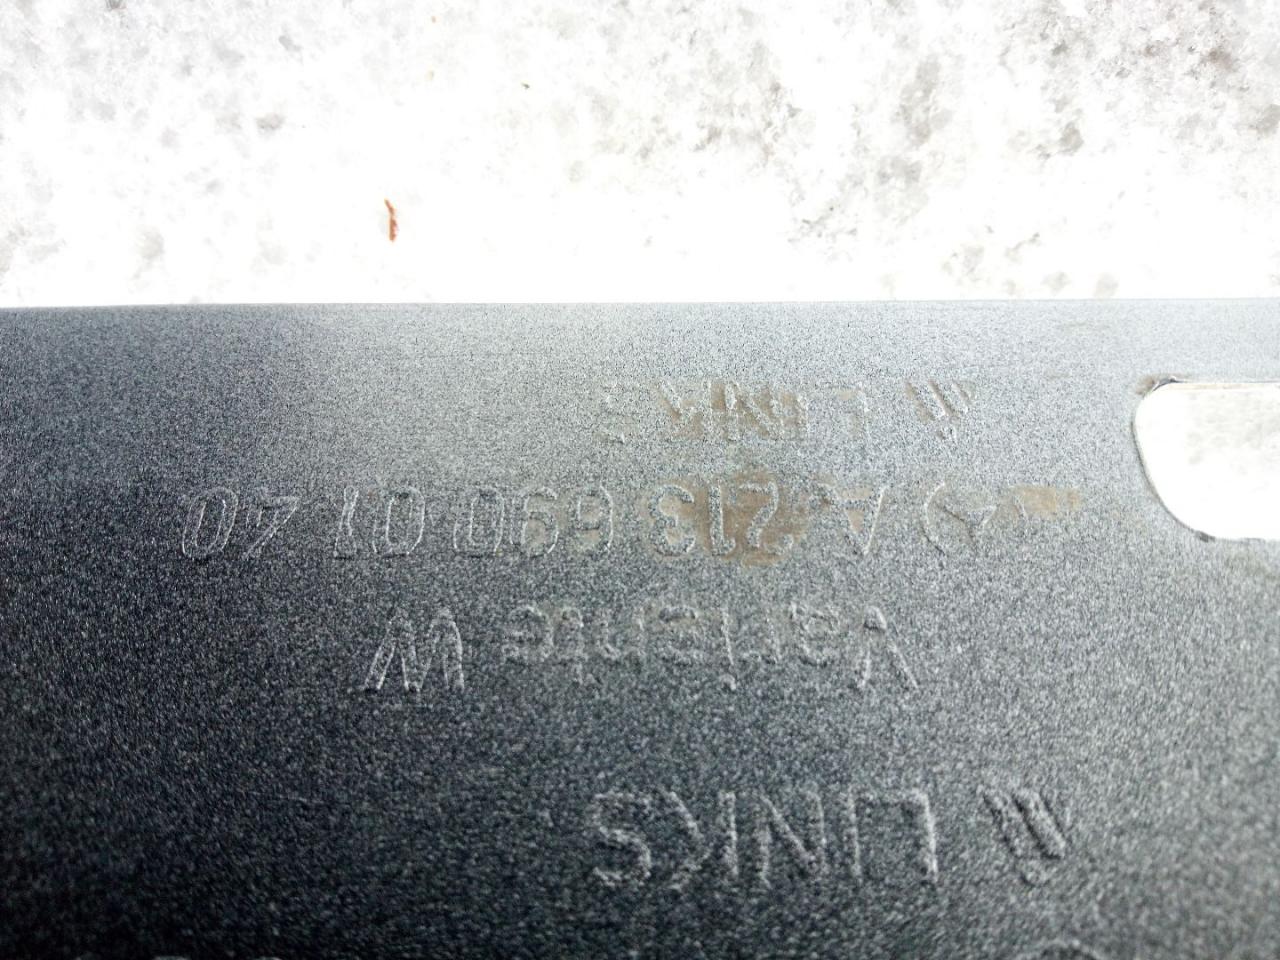 LINKS
Variante W
A 213 690 01 40
LINKS